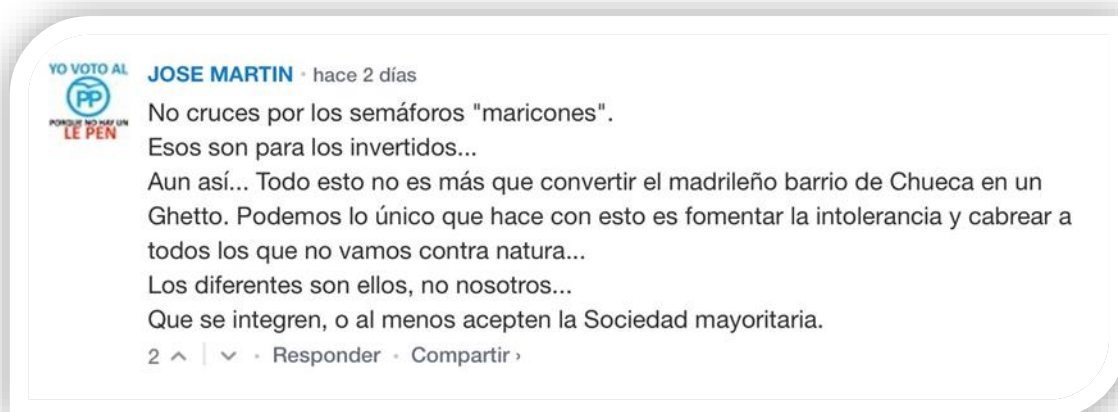 YO VOTO AL
PP
PORQUE NO HAY UN
LE PEN
JOSE MARTIN · hace 2 días
No cruces por los semáforos "maricones".
Esos son para los invertidos...
Aun así... Todo esto no es más que convertir el madrileño barrio de Chueca en un
Ghetto. Podemos lo único que hace con esto es fomentar la intolerancia y cabrear a
todos los que no vamos contra natura...
Los diferentes son ellos, no nosotros...
Que se integren, o al menos acepten la Sociedad mayoritaria.
2 · Responder · Compartir ›